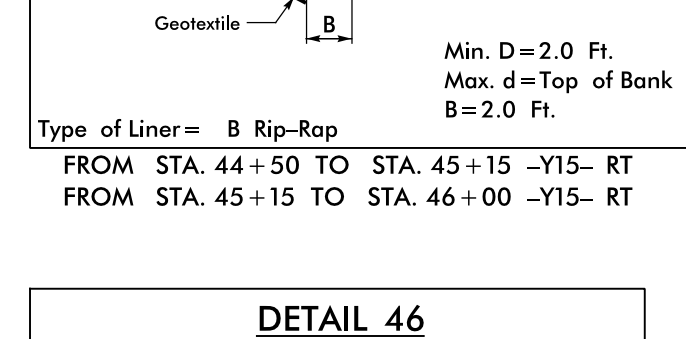 Geotextile
B
Min. D=2.0 Ft.
Max. d=Top of Bank
B=2.0 Ft.
Type of Liner= B Rip-Rap
FROM STA. 44+50 TO STA. 45+15 -Y15- RT
FROM STA. 45+15 TO STA. 46+00 -Y15- RT
DETAIL 46